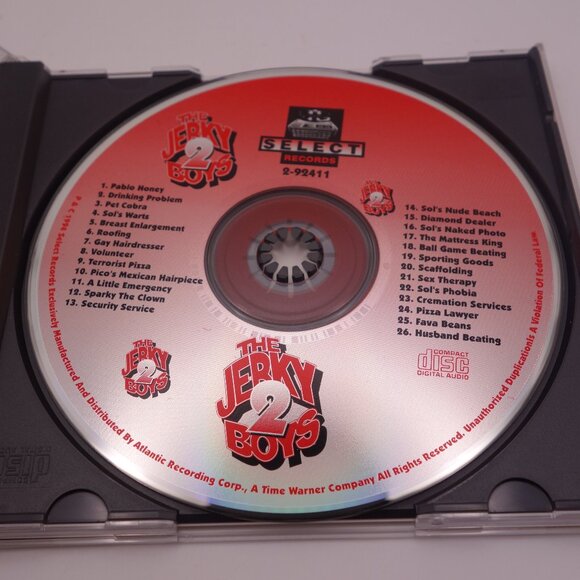 THE
JERKY
2
BOYS
SELECT
RECORDS
2-92411
1. Pablo Honey
2. Drinking Problem
3. Pet Cobra
4. Sol's Warts
5. Breast Enlargement
6. Roofing
7. Gay Hairdresser
8. Volunteer
9. Terrorist Pizza
10. Pico's Mexican Hairpiece
11. A Little Emergency
12. Sparky The Clown
13. Security Service
THE
JERKY
2
BOYS
14. Sol's Nude Beach
15. Diamond Dealer
16. Sol's Naked Photo
17. The Mattress King
18. Ball Game Beating
19. Sporting Goods
20. Scaffolding
21. Sex Therapy
22. Sol's Phobia
23. Cremation Services
24. Pizza Lawyer
25. Fava Beans
26. Husband Beating
THE
JERKY
2
BOYS
THE
JERKY
2
BOYS
COMPACT
disc
DIGITAL AUDIO
P & C 1994 Select Records Exclusively Manufactured And Distributed By Atlantic Recording Corp., A Time Warner Company All Rights Reserved. Unauthorized Duplication Is A Violation Of Federal Law